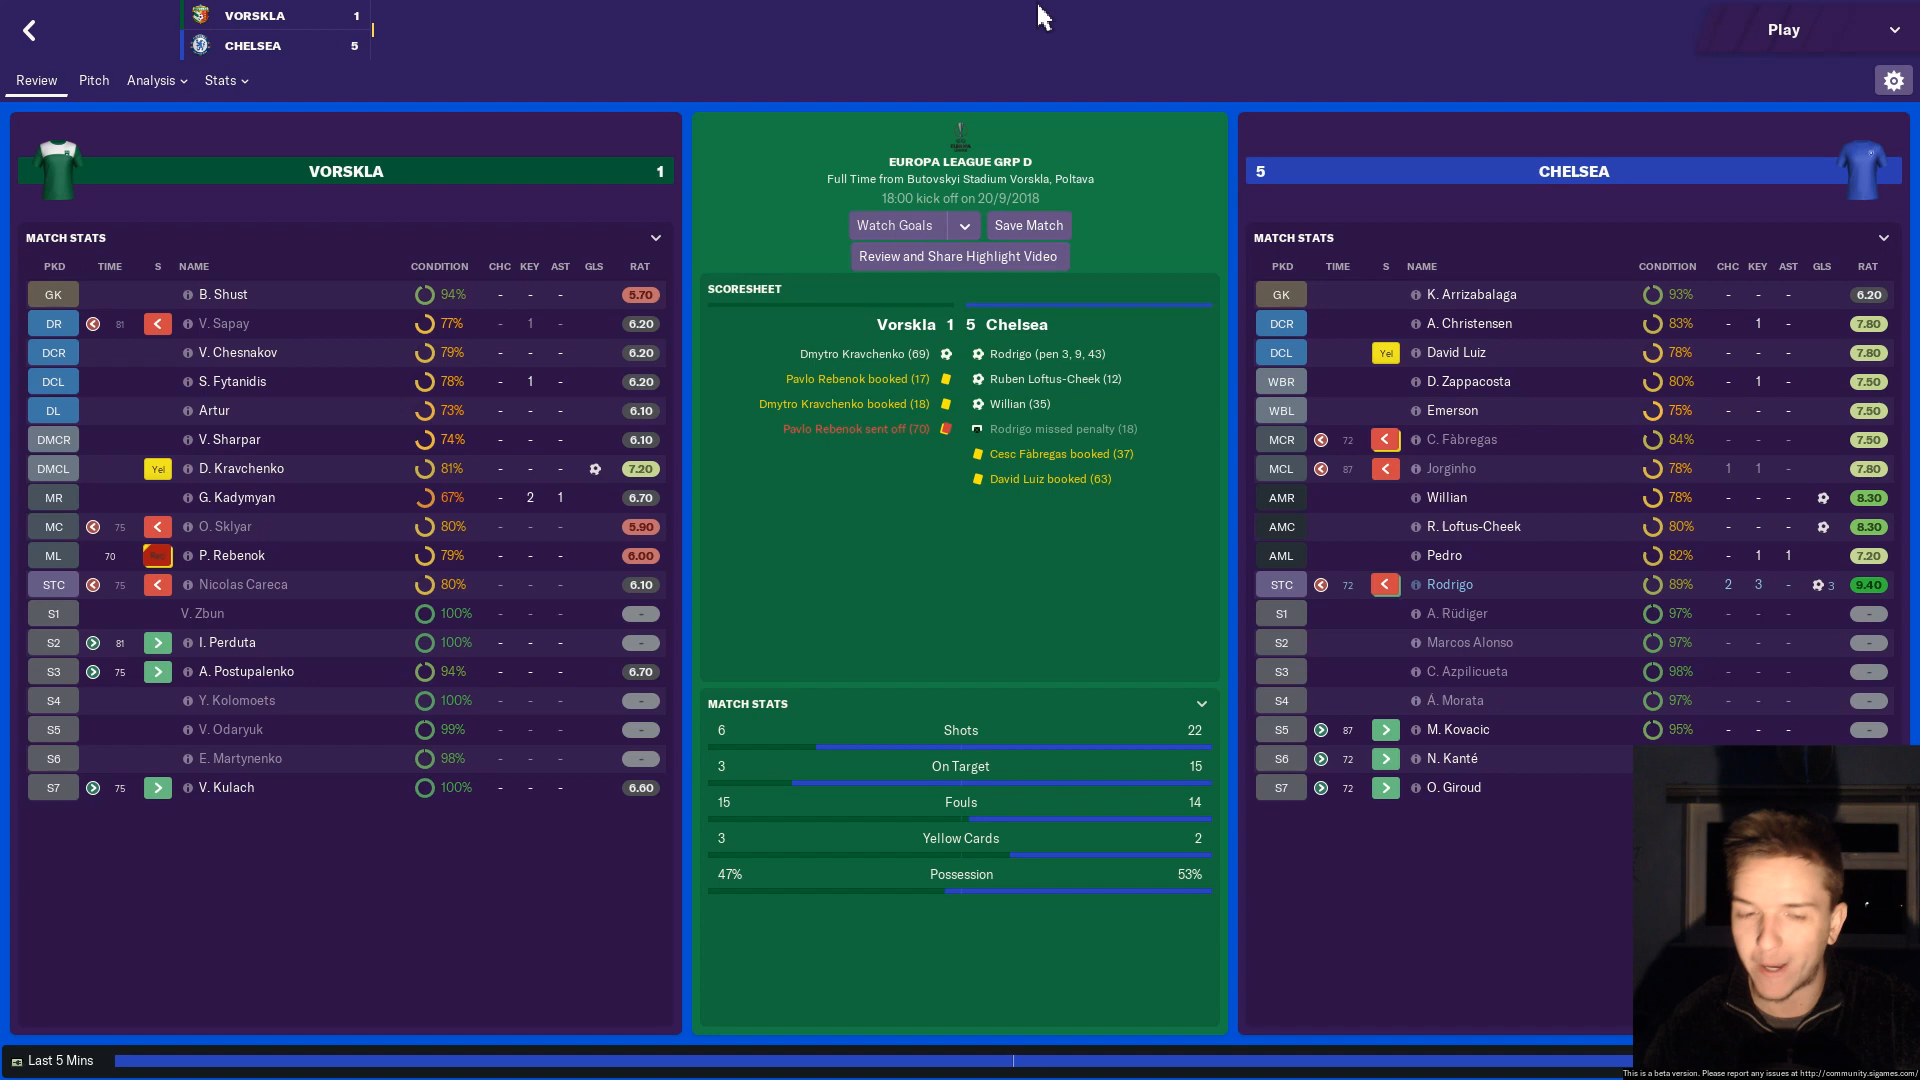 VORSKLA 1
CHELSEA 5
Play
Review Pitch Analysis Stats
VORSKLA 1
MATCH STATS
PKD TIME S NAME CONDITION CHC KEY AST GLS RAT
GK B. Shust 94% - - - 5.70
DR 81 V. Sapay 77% - 1 - 6.20
DCR V. Chesnakov 79% - - - 6.20
DCL S. Fytanidis 78% - 1 - 6.20
DL Artur 73% - - - 6.10
DMCR V. Sharpar 74% - - - 6.10
DMCL Yel D. Kravchenko 81% - - - 7.20
MR G. Kadymyan 67% - 2 1 6.70
MC 75 O. Sklyar 80% - - - 5.90
ML 70 Red P. Rebenok 79% - - - 6.00
STC 75 Nicolas Careca 80% - - - 6.10
S1 V. Zbun 100% - - - -
S2 81 I. Perduta 100% - - - -
S3 75 A. Postupalenko 94% - - - 6.70
S4 Y. Kolomoets 100% - - - -
S5 V. Odaryuk 99% - - - -
S6 E. Martynenko 98% - - - -
S7 75 V. Kulach 100% - - - 6.60
EUROPA LEAGUE GRP D
Full Time from Butovskyi Stadium Vorskla, Poltava
18:00 kick off on 20/9/2018
Watch Goals Save Match
Review and Share Highlight Video
SCORESHEET
Vorskla 1 5 Chelsea
Dmytro Kravchenko (69) Rodrigo (pen 3, 9, 43)
Pavlo Rebenok booked (17) Ruben Loftus-Cheek (12)
Dmytro Kravchenko booked (18) Willian (35)
Pavlo Rebenok sent off (70) Rodrigo missed penalty (18)
Cesc Fàbregas booked (37)
David Luiz booked (63)
MATCH STATS
6 Shots 22
3 On Target 15
15 Fouls 14
3 Yellow Cards 2
47% Possession 53%
5 CHELSEA
MATCH STATS
PKD TIME S NAME CONDITION CHC KEY AST GLS RAT
GK K. Arrizabalaga 93% - - - 6.20
DCR A. Christensen 83% - 1 - 7.80
DCL Yel David Luiz 78% - - - 7.80
WBR D. Zappacosta 80% - 1 - 7.50
WBL Emerson 75% - - - 7.50
MCR 72 C. Fàbregas 84% - - - 7.50
MCL 87 Jorginho 78% 1 1 - 7.80
AMR Willian 78% - - - 8.30
AMC R. Loftus-Cheek 80% - - - 8.30
AML Pedro 82% - 1 1 7.20
STC 72 Rodrigo 89% 2 3 - 3 9.40
S1 A. Rüdiger 97% - - - -
S2 Marcos Alonso 97% - - - -
S3 C. Azpilicueta 98% - - - -
S4 Á. Morata 97% - - - -
S5 87 M. Kovacic 95% - - - -
S6 72 N. Kanté
S7 72 O. Giroud
Last 5 Mins
This is a beta version. Please report any issues at http://community.sigames.com/